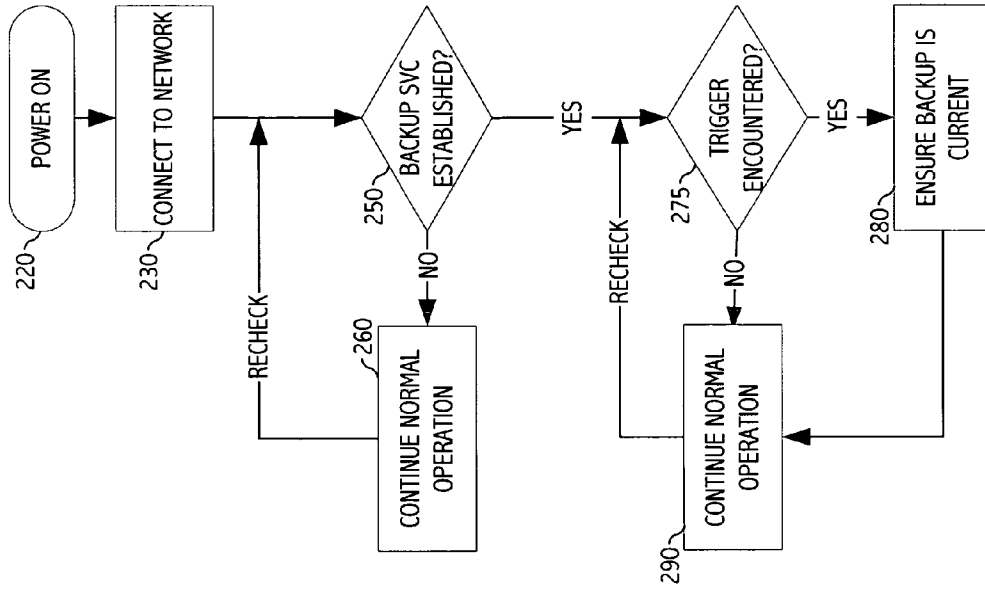 POWER ON
220
CONNECT TO NETWORK
230
RECHECK
BACKUP SVC
ESTABLISHED?
250
NO
YES
260
CONTINUE NORMAL
OPERATION
RECHECK
TRIGGER
ENCOUNTERED?
275
NO
YES
ENSURE BACKUP IS
CURRENT
280
CONTINUE NORMAL
OPERATION
290